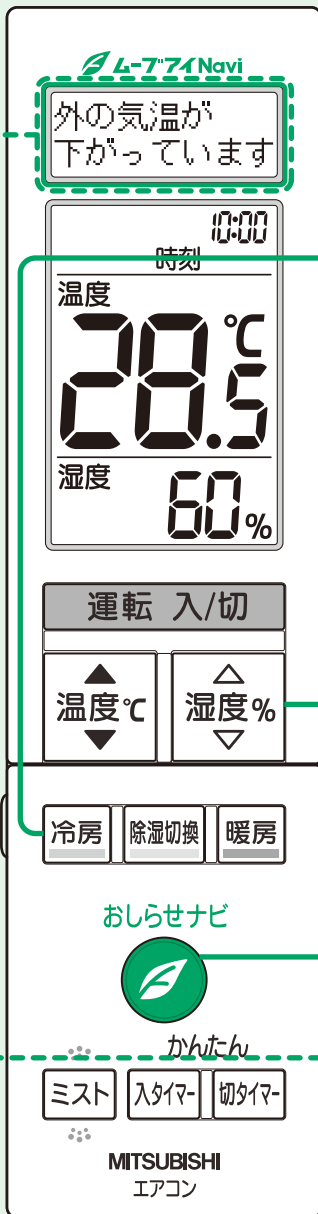 ムーブアイNavi
外の気温が
下がっています
10:00
時刻
温度
28.5℃
湿度
60%
運転 入/切
▲ △
温度℃ 湿度%
▼ ▽
冷房 除湿切換 暖房
おしらせナビ
かんたん
ミスト 入タイマー 切タイマー
MITSUBISHI
エアコン